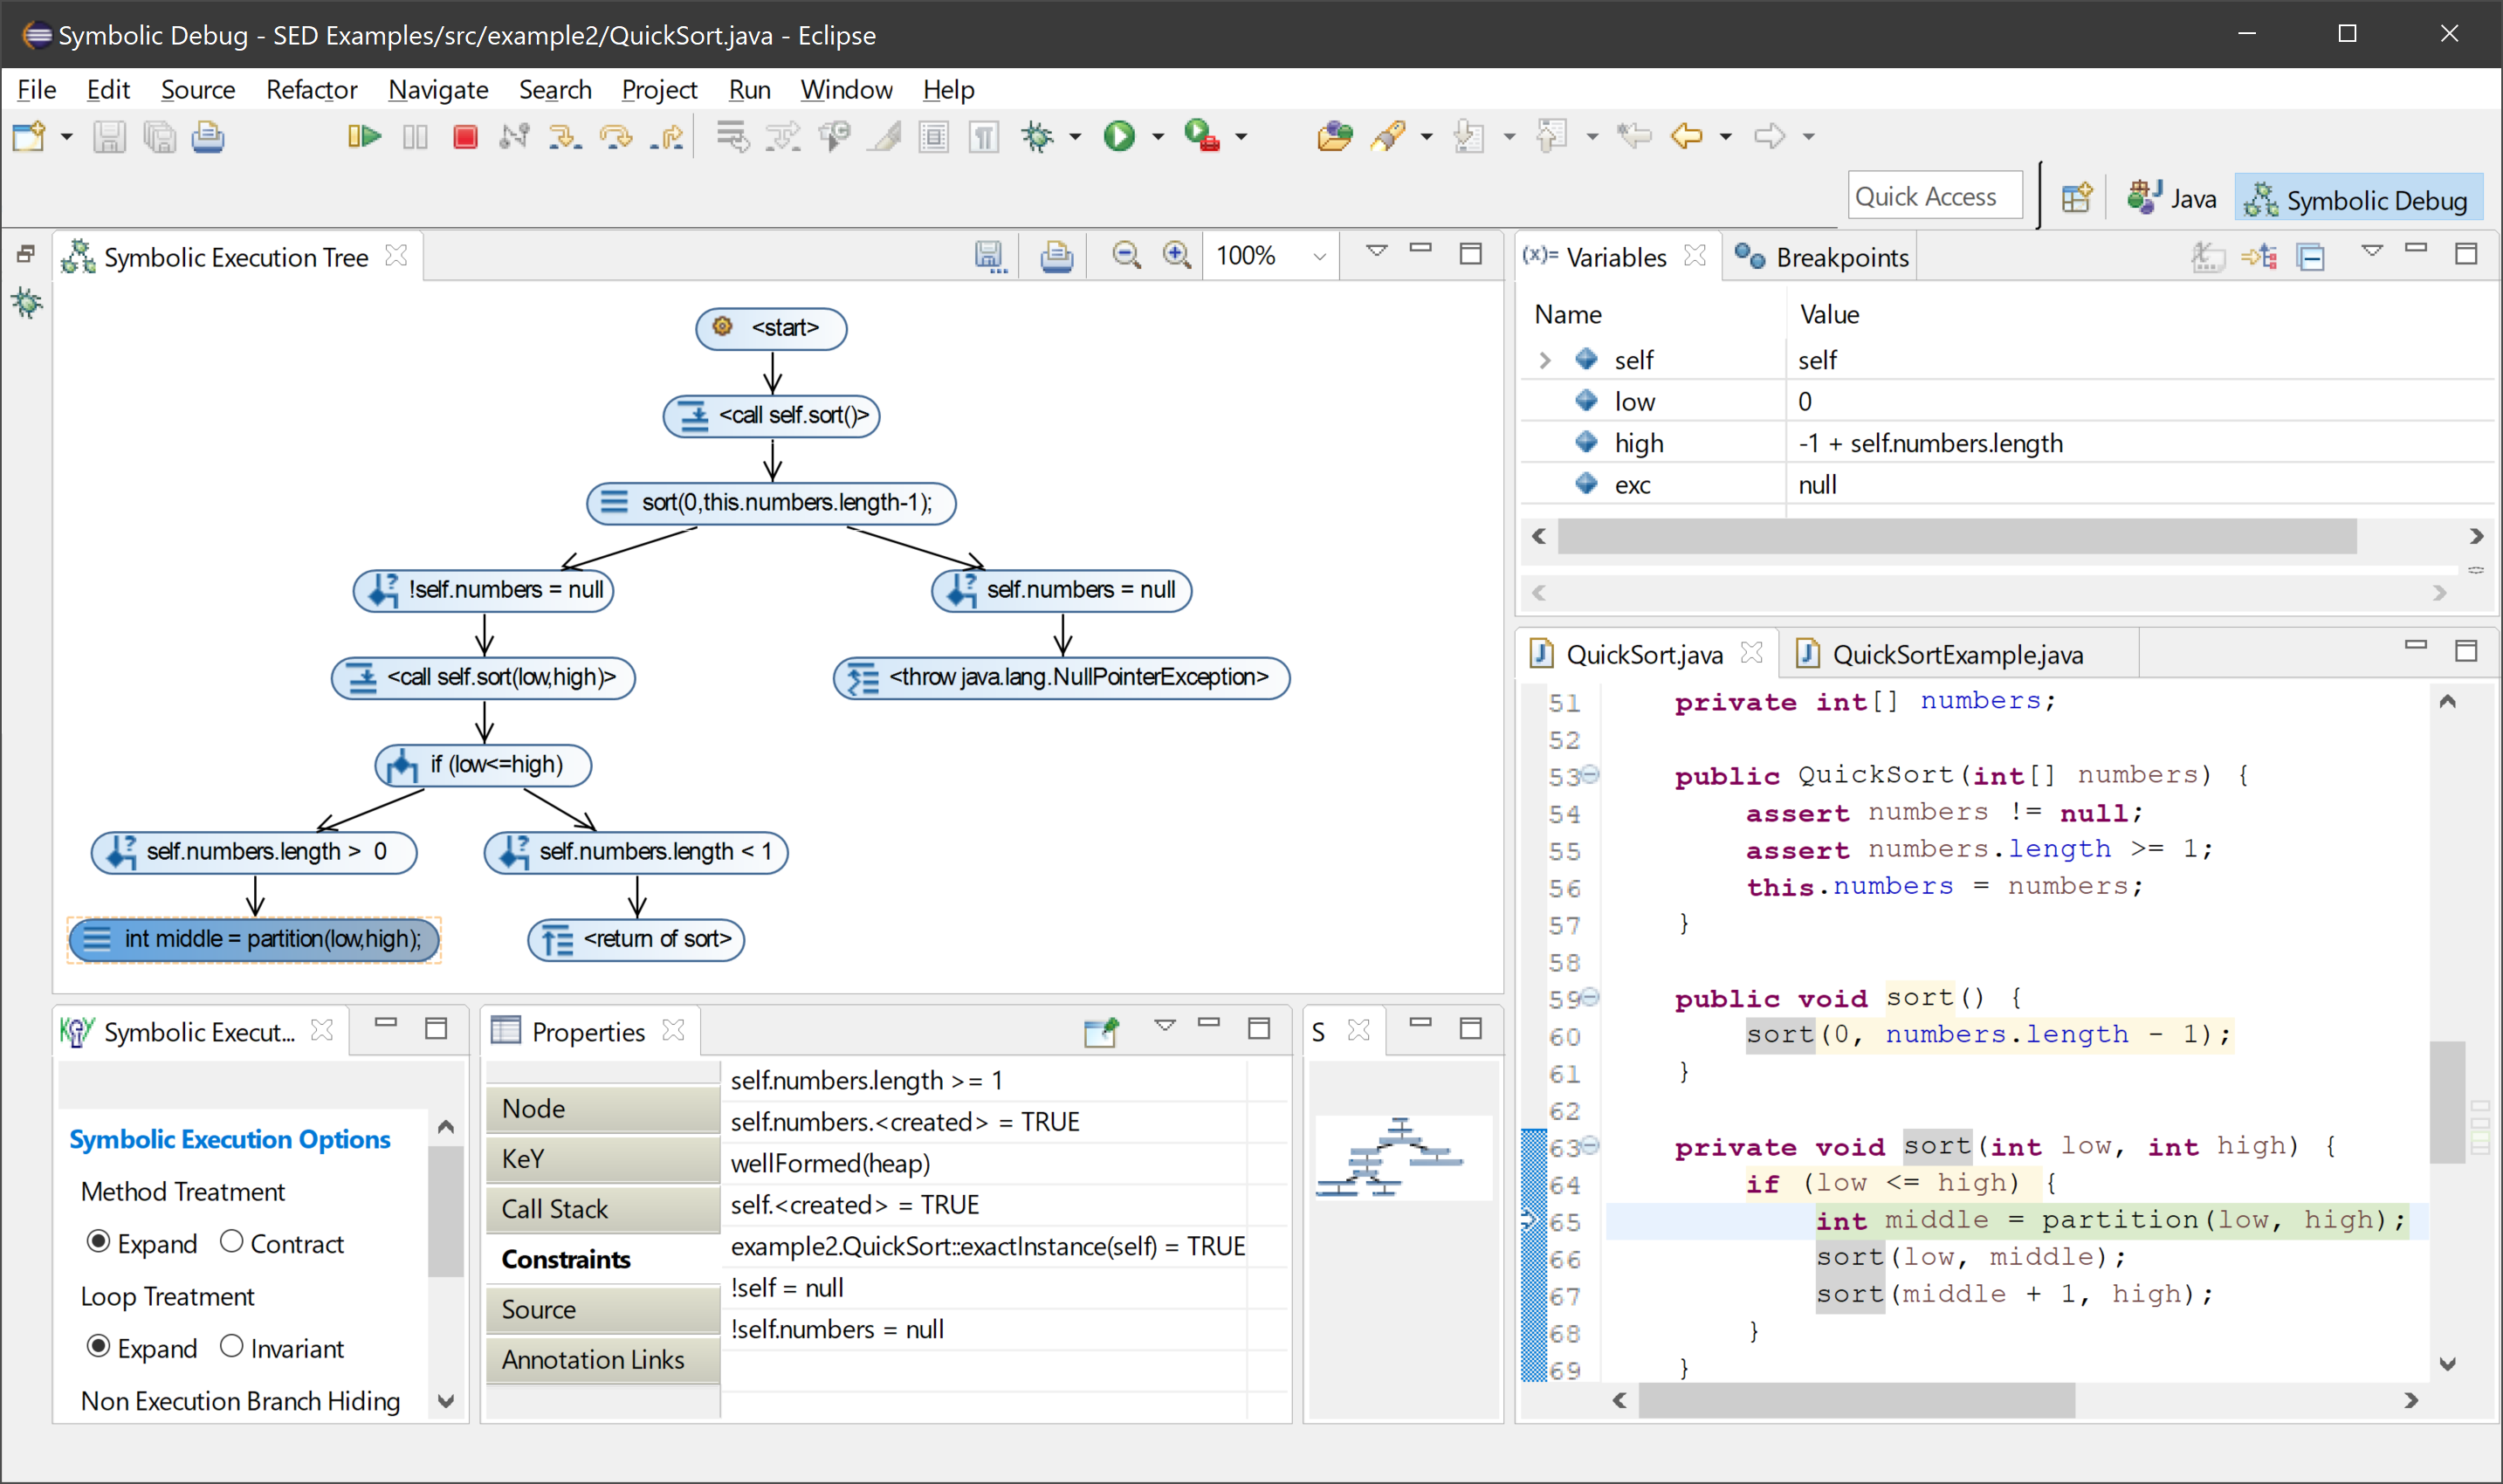 Symbolic Debug - SED Examples/src/example2/QuickSort.java - Eclipse
File Edit Source Refactor Navigate Search Project Run Window Help
Quick Access Java Symbolic Debug
Symbolic Execution Tree 100%
<start>
<call self.sort()>
sort(0,this.numbers.length-1);
!self.numbers = null self.numbers = null
<call self.sort(low,high)> <throw java.lang.NullPointerException>
if (low<=high)
self.numbers.length > 0 self.numbers.length < 1
int middle = partition(low,high); <return of sort>
(x)= Variables Breakpoints
Name Value
self self
low 0
high -1 + self.numbers.length
exc null
QuickSort.java QuickSortExample.java
51 private int[] numbers;
52
53 public QuickSort(int[] numbers) {
54 assert numbers != null;
55 assert numbers.length >= 1;
56 this.numbers = numbers;
57 }
58
59 public void sort() {
60 sort(0, numbers.length - 1);
61 }
62
63 private void sort(int low, int high) {
64 if (low <= high) {
65 int middle = partition(low, high);
66 sort(low, middle);
67 sort(middle + 1, high);
68 }
69 }
KeY Symbolic Execut...
Symbolic Execution Options
Method Treatment
Expand Contract
Loop Treatment
Expand Invariant
Non Execution Branch Hiding
Properties
Node
KeY
Call Stack
Constraints
Source
Annotation Links
self.numbers.length >= 1
self.numbers.<created> = TRUE
wellFormed(heap)
self.<created> = TRUE
example2.QuickSort::exactInstance(self) = TRUE
!self = null
!self.numbers = null
S